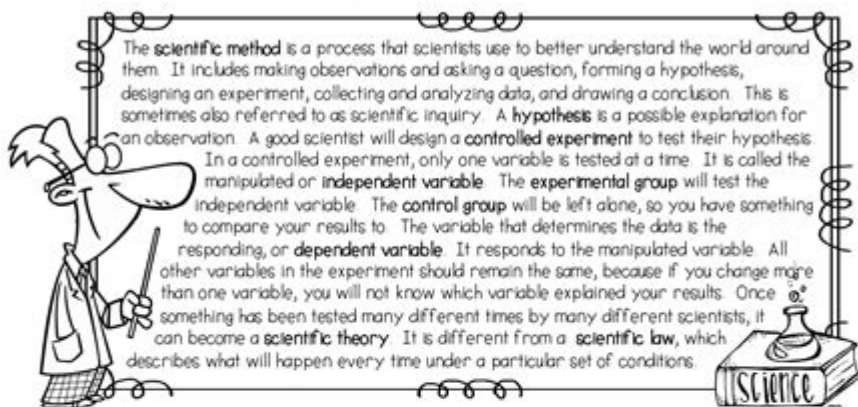 The scientific method is a process that scientists use to better understand the world around
them. It includes making observations and asking a question, forming a hypothesis,
designing an experiment, collecting and analyzing data, and drawing a conclusion. This is
sometimes also referred to as scientific inquiry. A hypothesis is a possible explanation for
an observation. A good scientist will design a controlled experiment to test their hypothesis.
In a controlled experiment, only one variable is tested at a time. It is called the
manipulated or independent variable. The experimental group will test the
independent variable. The control group will be left alone, so you have something
to compare your results to. The variable that determines the data is the
responding, or dependent variable. It responds to the manipulated variable. All
other variables in the experiment should remain the same, because if you change more
than one variable, you will not know which variable explained your results. Once
something has been tested many different times by many different scientists, it
can become a scientific theory. It is different from a scientific law, which
describes what will happen every time under a particular set of conditions.
science